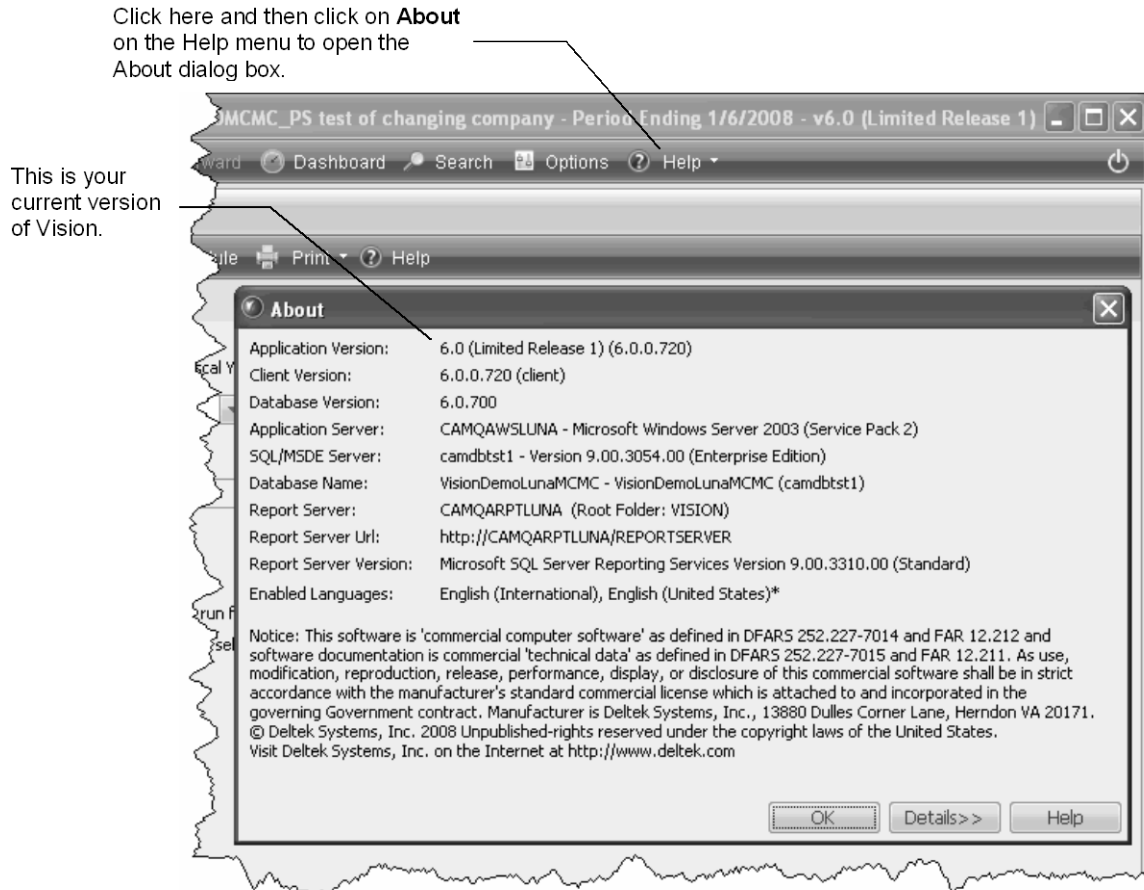 Click here and then click on About
on the Help menu to open the
About dialog box.
MCMC_PS test of changing company - Period Ending 1/6/2008 - v6.0 (Limited Release 1)
Dashboard Search Options Help
This is your
current version
of Vision.
Print Help
About
Application Version: 6.0 (Limited Release 1) (6.0.0.720)
Client Version: 6.0.0.720 (client)
Database Version: 6.0.700
Application Server: CAMQAWSLUNA - Microsoft Windows Server 2003 (Service Pack 2)
SQL/MSDE Server: camdbtst1 - Version 9.00.3054.00 (Enterprise Edition)
Database Name: VisionDemoLunaMCMC - VisionDemoLunaMCMC (camdbtst1)
Report Server: CAMQARPTLUNA (Root Folder: VISION)
Report Server Url: http://CAMQARPTLUNA/REPORTSERVER
Report Server Version: Microsoft SQL Server Reporting Services Version 9.00.3310.00 (Standard)
Enabled Languages: English (International), English (United States)*
Notice: This software is 'commercial computer software' as defined in DFARS 252.227-7014 and FAR 12.212 and
software documentation is commercial 'technical data' as defined in DFARS 252.227-7015 and FAR 12.211. As use,
modification, reproduction, release, performance, display, or disclosure of this commercial software shall be in strict
accordance with the manufacturer's standard commercial license which is attached to and incorporated in the
governing Government contract. Manufacturer is Deltek Systems, Inc., 13880 Dulles Corner Lane, Herndon VA 20171.
© Deltek Systems, Inc. 2008 Unpublished-rights reserved under the copyright laws of the United States.
Visit Deltek Systems, Inc. on the Internet at http://www.deltek.com
OK Details>> Help